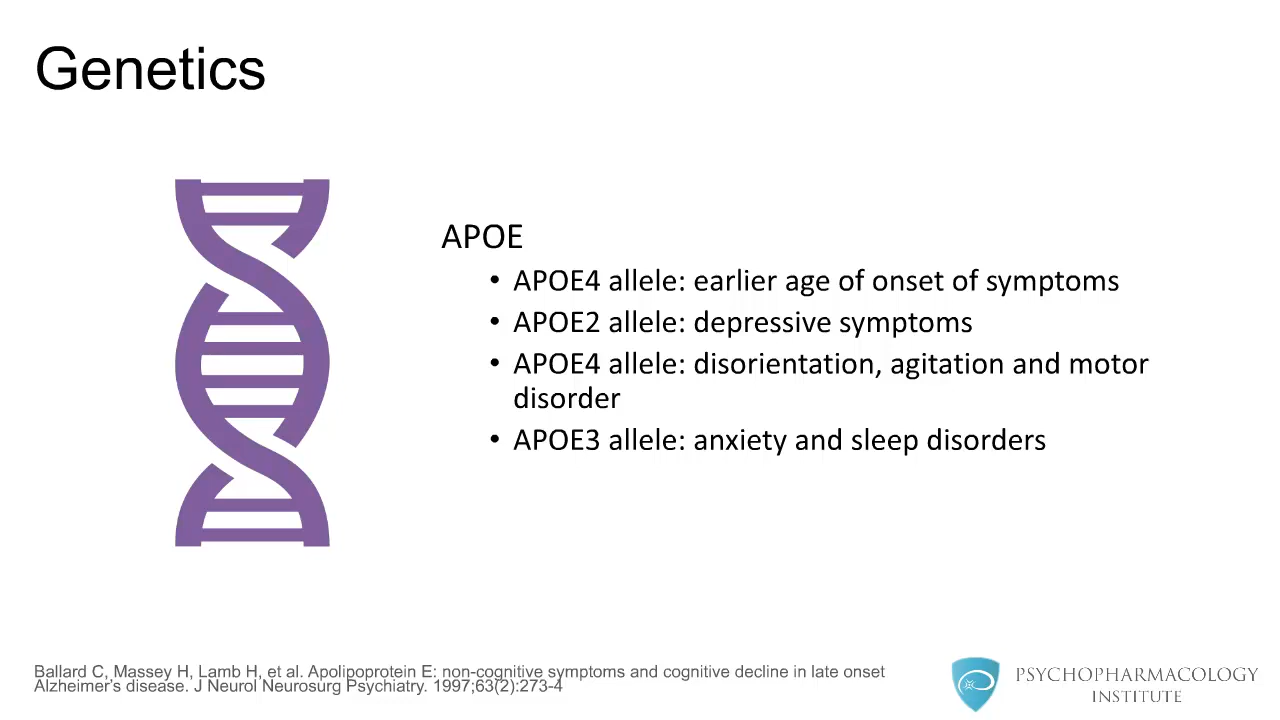 Genetics
APOE
• APOE4 allele: earlier age of onset of symptoms
• APOE2 allele: depressive symptoms
• APOE4 allele: disorientation, agitation and motor
disorder
• APOE3 allele: anxiety and sleep disorders
Ballard C, Massey H, Lamb H, et al. Apolipoprotein E: non-cognitive symptoms and cognitive decline in late onset
Alzheimer's disease. J Neurol Neurosurg Psychiatry. 1997;63(2):273-4
PSYCHOPHARMACOLOGY
INSTITUTE